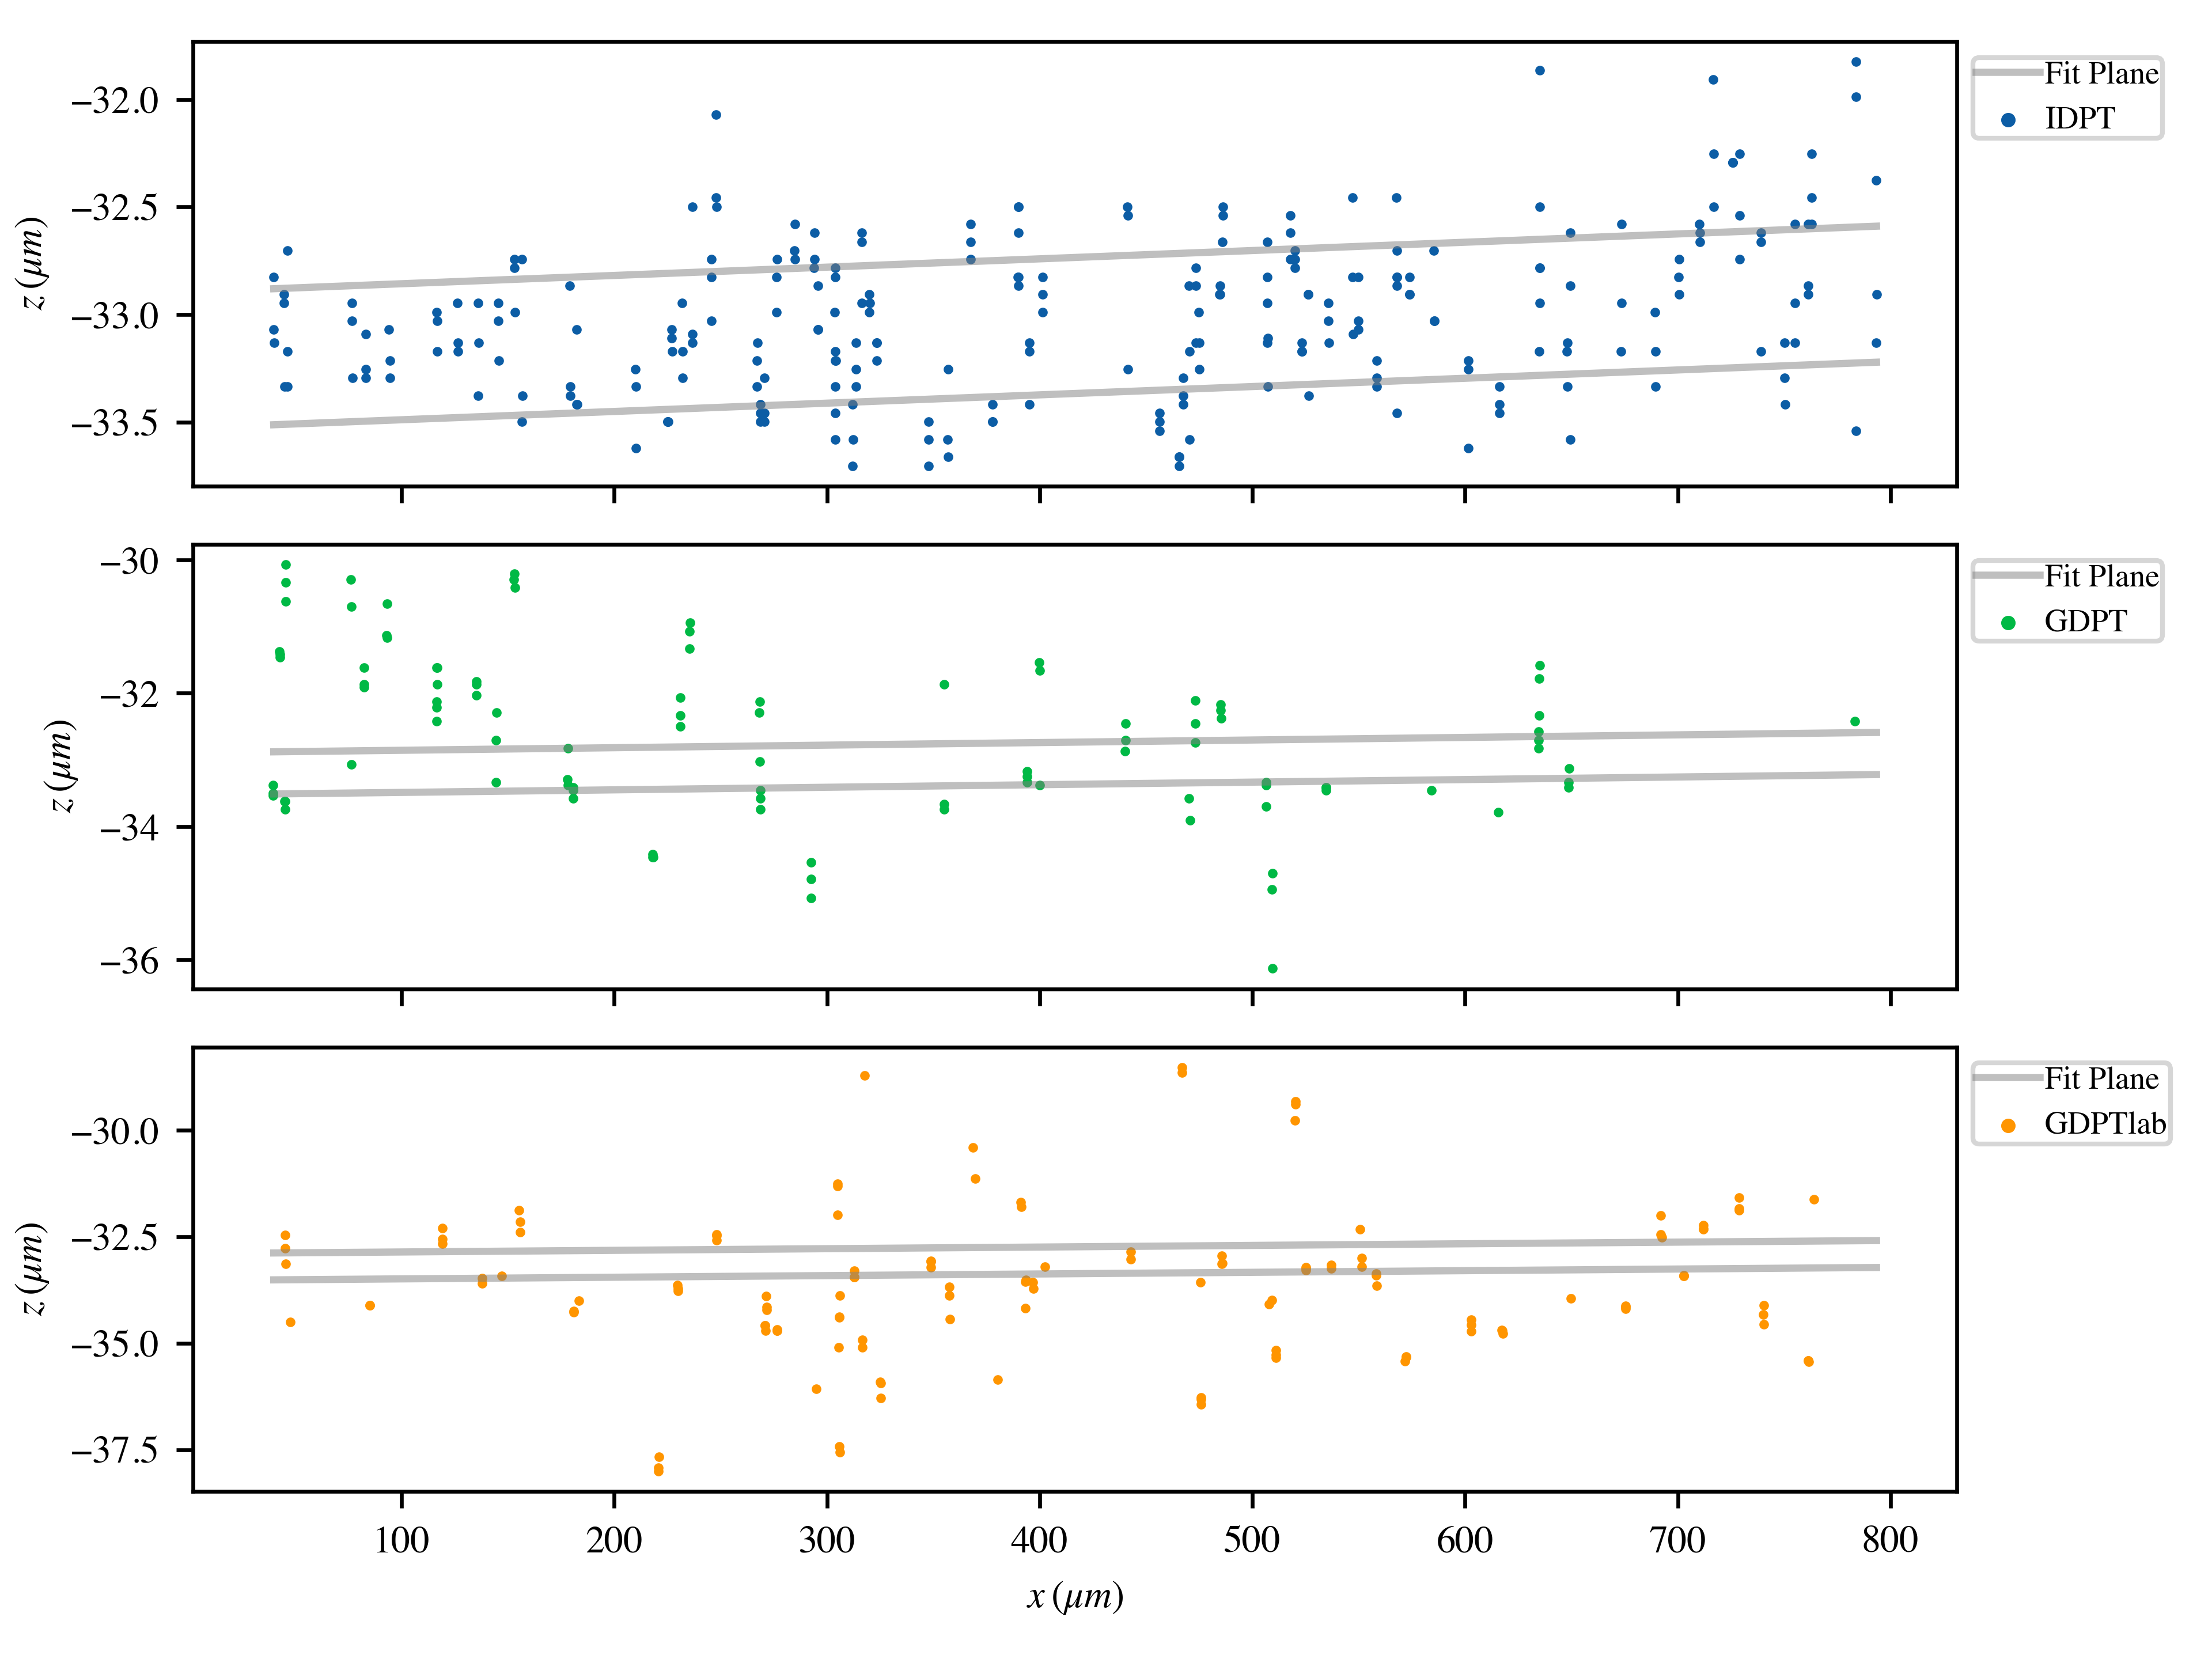 −32.0
−32.5
−33.0
−33.5
z (μm)
Fit Plane
IDPT
−30
−32
−34
−36
z (μm)
Fit Plane
GDPT
−30.0
−32.5
−35.0
−37.5
z (μm)
Fit Plane
GDPTlab
100 200 300 400 500 600 700 800
x (μm)